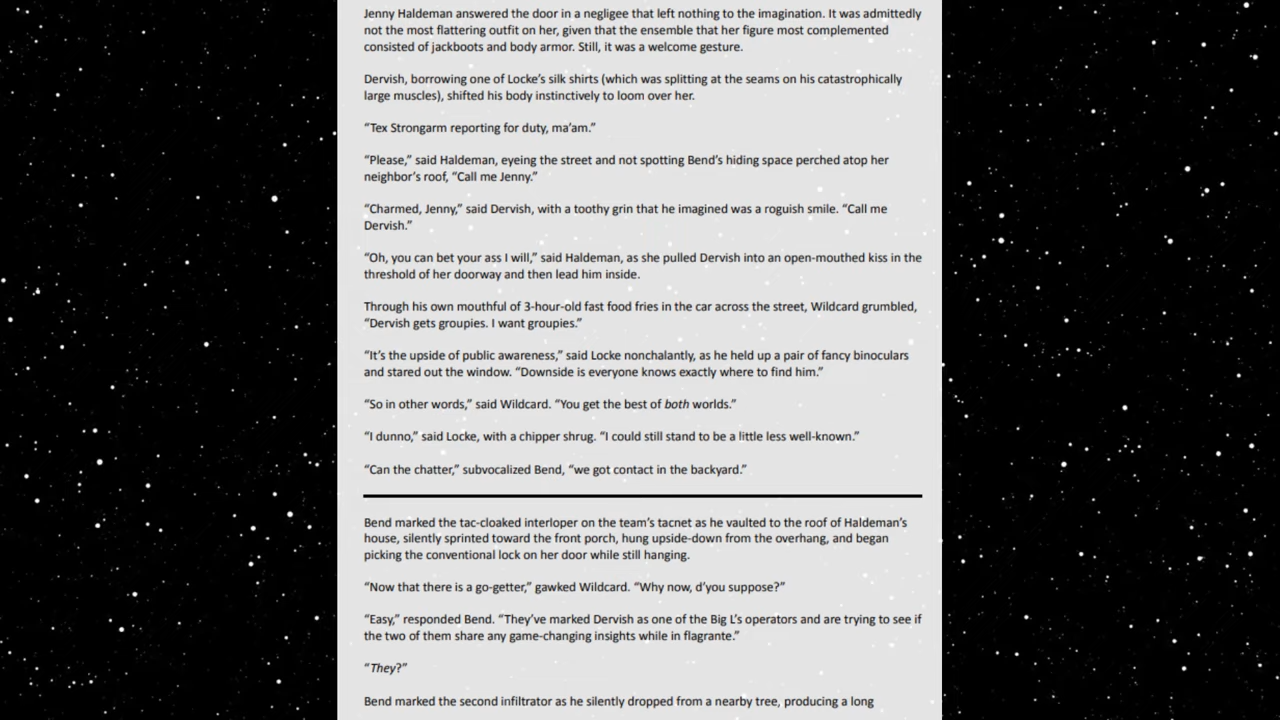 Jenny Haldeman answered the door in a negligee that left nothing to the imagination. It was admittedly
not the most flattering outfit on her, given that the ensemble that her figure most complemented
consisted of jackboots and body armor. Still, it was a welcome gesture.
Dervish, borrowing one of Locke’s silk shirts (which was splitting at the seams on his catastrophically
large muscles), shifted his body instinctively to loom over her.
“Tex Strongarm reporting for duty, ma’am.”
“Please,” said Haldeman, eyeing the street and not spotting Bend’s hiding space perched atop her
neighbor’s roof, “Call me Jenny.”
“Charmed, Jenny,” said Dervish, with a toothy grin that he imagined was a roguish smile. “Call me
Dervish.”
“Oh, you can bet your ass I will,” said Haldeman, as she pulled Dervish into an open-mouthed kiss in the
threshold of her doorway and then lead him inside.
Through his own mouthful of 3-hour-old fast food fries in the car across the street, Wildcard grumbled,
“Dervish gets groupies. I want groupies.”
“It’s the upside of public awareness,” said Locke nonchalantly, as he held up a pair of fancy binoculars
and stared out the window. “Downside is everyone knows exactly where to find him.”
“So in other words,” said Wildcard. “You get the best of both worlds.”
“I dunno,” said Locke, with a chipper shrug. “I could still stand to be a little less well-known.”
“Can the chatter,” subvocalized Bend, “we got contact in the backyard.”
Bend marked the tac-cloaked interloper on the team’s tacnet as he vaulted to the roof of Haldeman’s
house, silently sprinted toward the front porch, hung upside-down from the overhang, and began
picking the conventional lock on her door while still hanging.
“Now that there is a go-getter,” gawked Wildcard. “Why now, d’you suppose?”
“Easy,” responded Bend. “They’ve marked Dervish as one of the Big L’s operators and are trying to see if
the two of them share any game-changing insights while in flagrante.”
“They?”
Bend marked the second infiltrator as he silently dropped from a nearby tree, producing a long